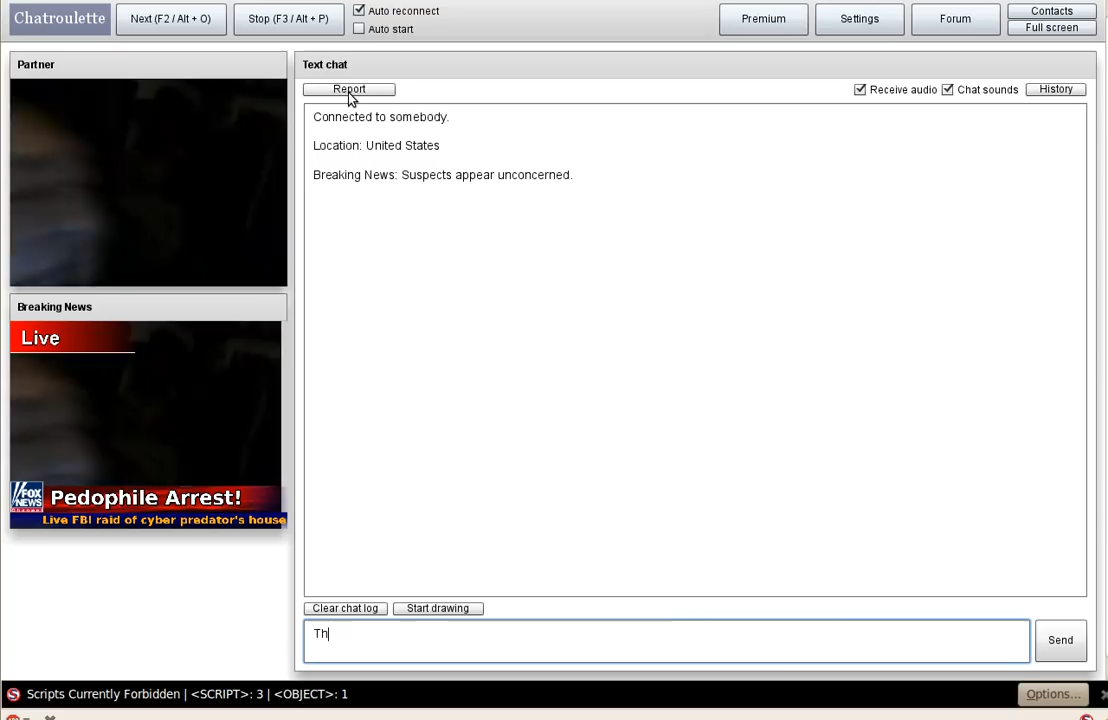 Chatroulette
Next (F2 / Alt + O)
Stop (F3 / Alt + P)
Auto reconnect
Auto start
Premium
Settings
Forum
Contacts
Full screen
Partner
Text chat
Report
Receive audio
Chat sounds
History
Connected to somebody.
Location: United States
Breaking News: Suspects appear unconcerned.
Breaking News
Live
FOX
NEWS
Channel
Pedophile Arrest!
Live FBI raid of cyber predator's house
Clear chat log
Start drawing
Th
Send
Scripts Currently Forbidden | <SCRIPT>: 3 | <OBJECT>: 1
Options...